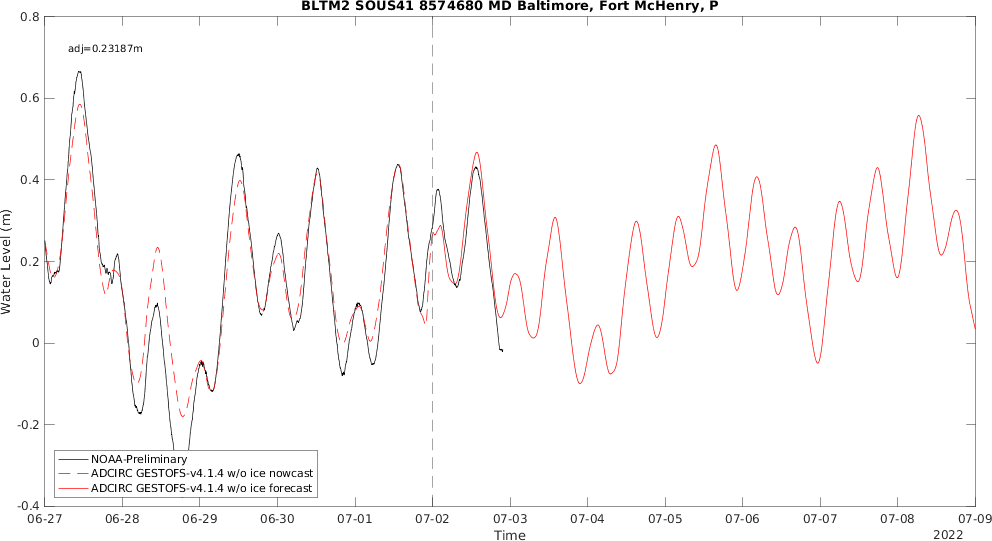 BLTM2 SOUS41 8574680 MD Baltimore, Fort McHenry, P
adj=0.23187m
0.8
0.6
0.4
0.2
0
-0.2
-0.4
Water Level (m)
NOAA-Preliminary
ADCIRC GESTOFS-v4.1.4 w/o ice nowcast
ADCIRC GESTOFS-v4.1.4 w/o ice forecast
06-27 06-28 06-29 06-30 07-01 07-02 07-03 07-04 07-05 07-06 07-07 07-08 07-09
Time
2022